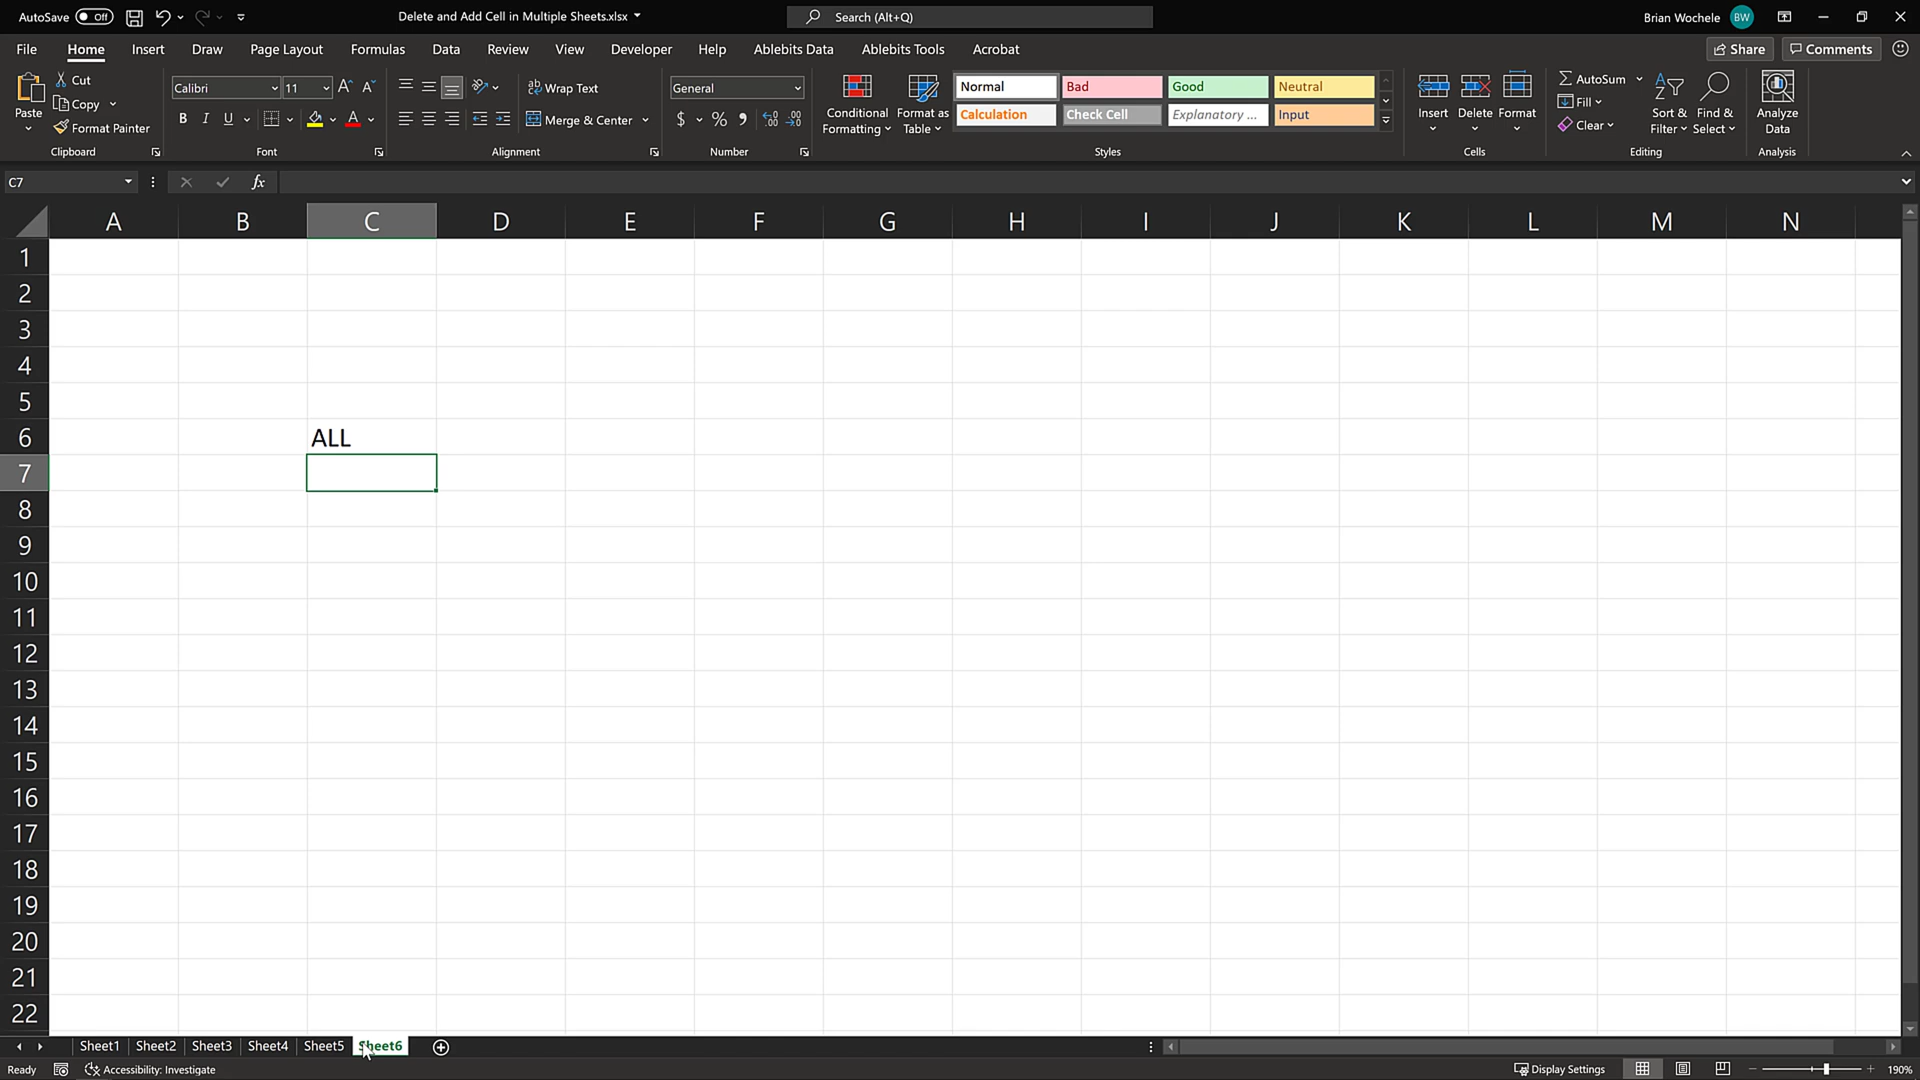 AutoSave Off Delete and Add Cell in Multiple Sheets.xlsx Search (Alt+Q) Brian Wochele BW
File Home Insert Draw Page Layout Formulas Data Review View Developer Help Ablebits Data Ablebits Tools Acrobat Share Comments
Paste Cut Copy Format Painter
Calibri 11
B I U A
Wrap Text
Merge & Center
General
$ % 9
Conditional Formatting
Format as Table
Normal Bad Good Neutral
Calculation Check Cell Explanatory ... Input
Insert Delete Format
AutoSum
Fill
Clear
Sort & Filter
Find & Select
Analyze Data
Clipboard Font Alignment Number Styles Cells Editing Analysis
C7 fx
A B C D E F G H I J K L M N
1
2
3
4
5
6 ALL
7
8
9
10
11
12
13
14
15
16
17
18
19
20
21
22
Sheet1 Sheet2 Sheet3 Sheet4 Sheet5 Sheet6
Ready Accessibility: Investigate Display Settings 190%